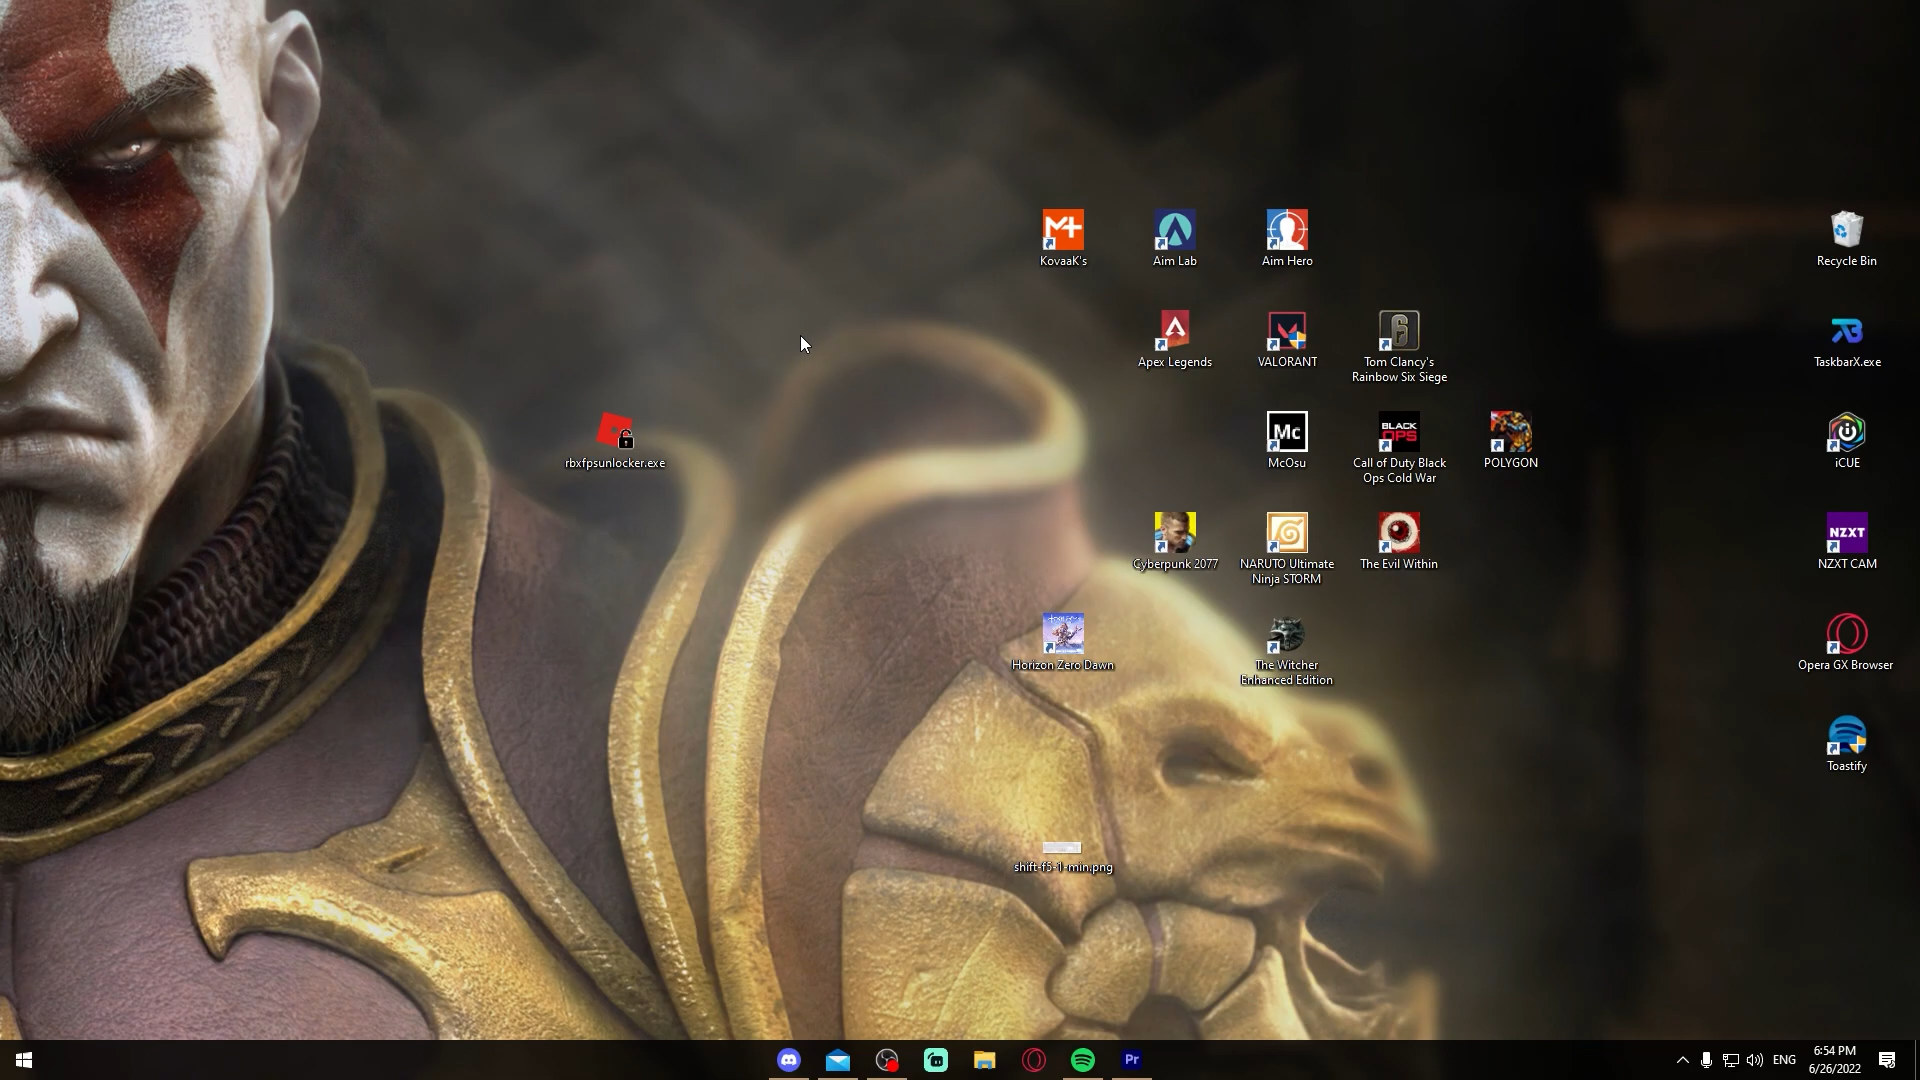 KovaaK's
Aim Lab
Aim Hero
Recycle Bin
Apex Legends
VALORANT
Tom Clancy's
Rainbow Six Siege
TaskbarX.exe
rbxfpsunlocker.exe
Mc
McOsu
BLACK
OPS
Call of Duty Black
Ops Cold War
POLYGON
iCUE
Cyberpunk 2077
NARUTO Ultimate
Ninja STORM
The Evil Within
NZXT
NZXT CAM
Horizon Zero Dawn
The Witcher
Enhanced Edition
Opera GX Browser
Toastify
shift-f5-1-min.png
Pr
ENG
6:54 PM
6/26/2022